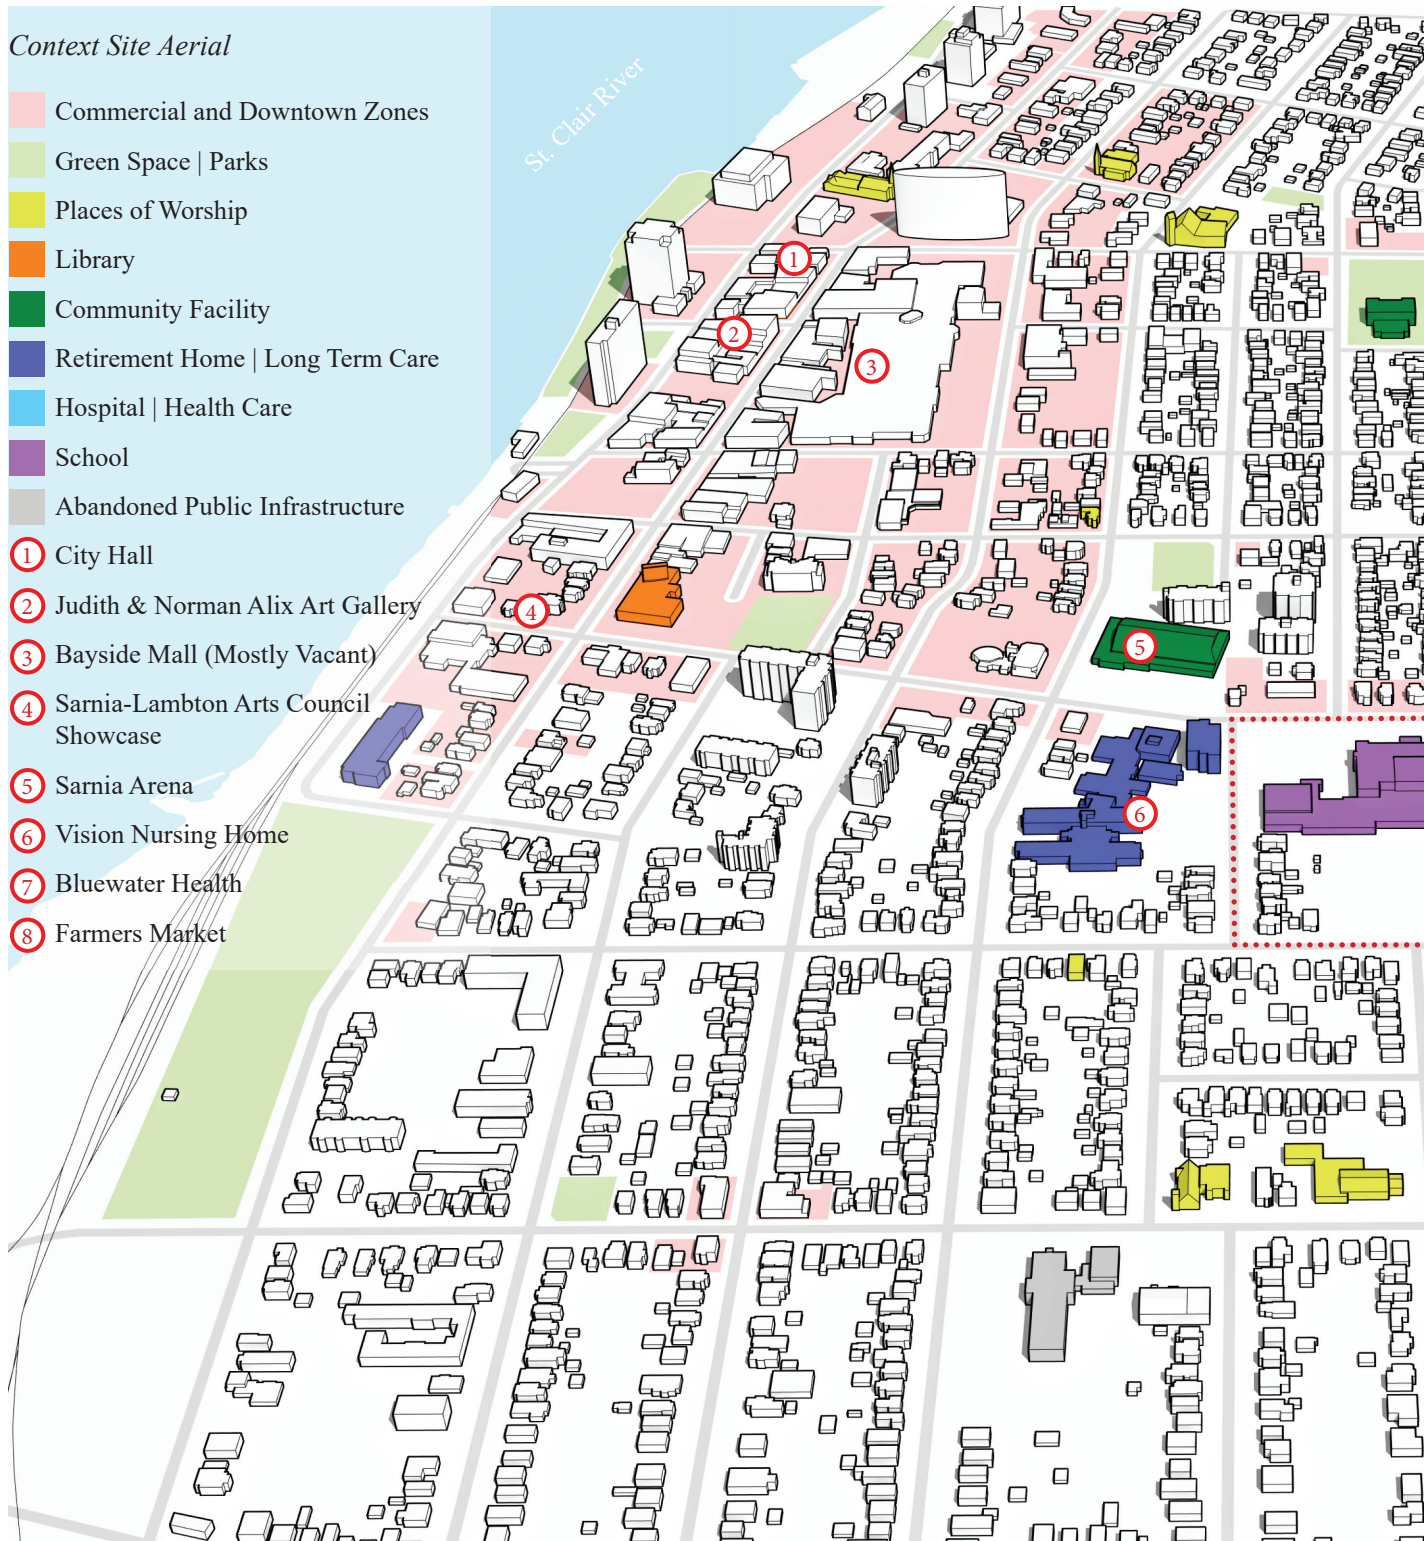 Context Site Aerial
St. Clair River
Commercial and Downtown Zones
Green Space | Parks
Places of Worship
Library
Community Facility
Retirement Home | Long Term Care
Hospital | Health Care
School
Abandoned Public Infrastructure
1 City Hall
2 Judith & Norman Alix Art Gallery
3 Bayside Mall (Mostly Vacant)
4 Sarnia-Lambton Arts Council
Showcase
5 Sarnia Arena
6 Vision Nursing Home
7 Bluewater Health
8 Farmers Market
1
2
3
4
5
6